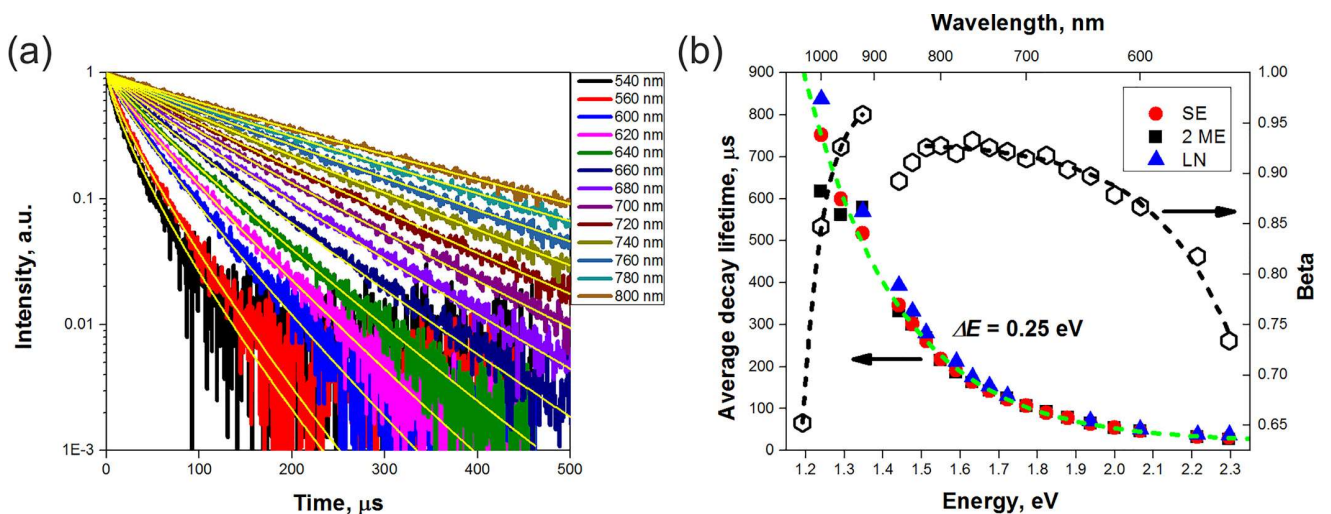 (a)
Intensity, a.u.
1
0.1
0.01
1E-3
0
100
200
300
400
500
Time, μs
540 nm
560 nm
600 nm
620 nm
640 nm
660 nm
680 nm
700 nm
720 nm
740 nm
760 nm
780 nm
800 nm
(b)
Wavelength, nm
1000
900
800
700
600
Average decay lifetime, μs
900
800
700
600
500
400
300
200
100
0
SE
2 ME
LN
ΔE = 0.25 eV
1.00
0.95
0.90
0.85
0.80
0.75
0.70
0.65
Beta
1.2 1.3 1.4 1.5 1.6 1.7 1.8 1.9 2.0 2.1 2.2 2.3
Energy, eV